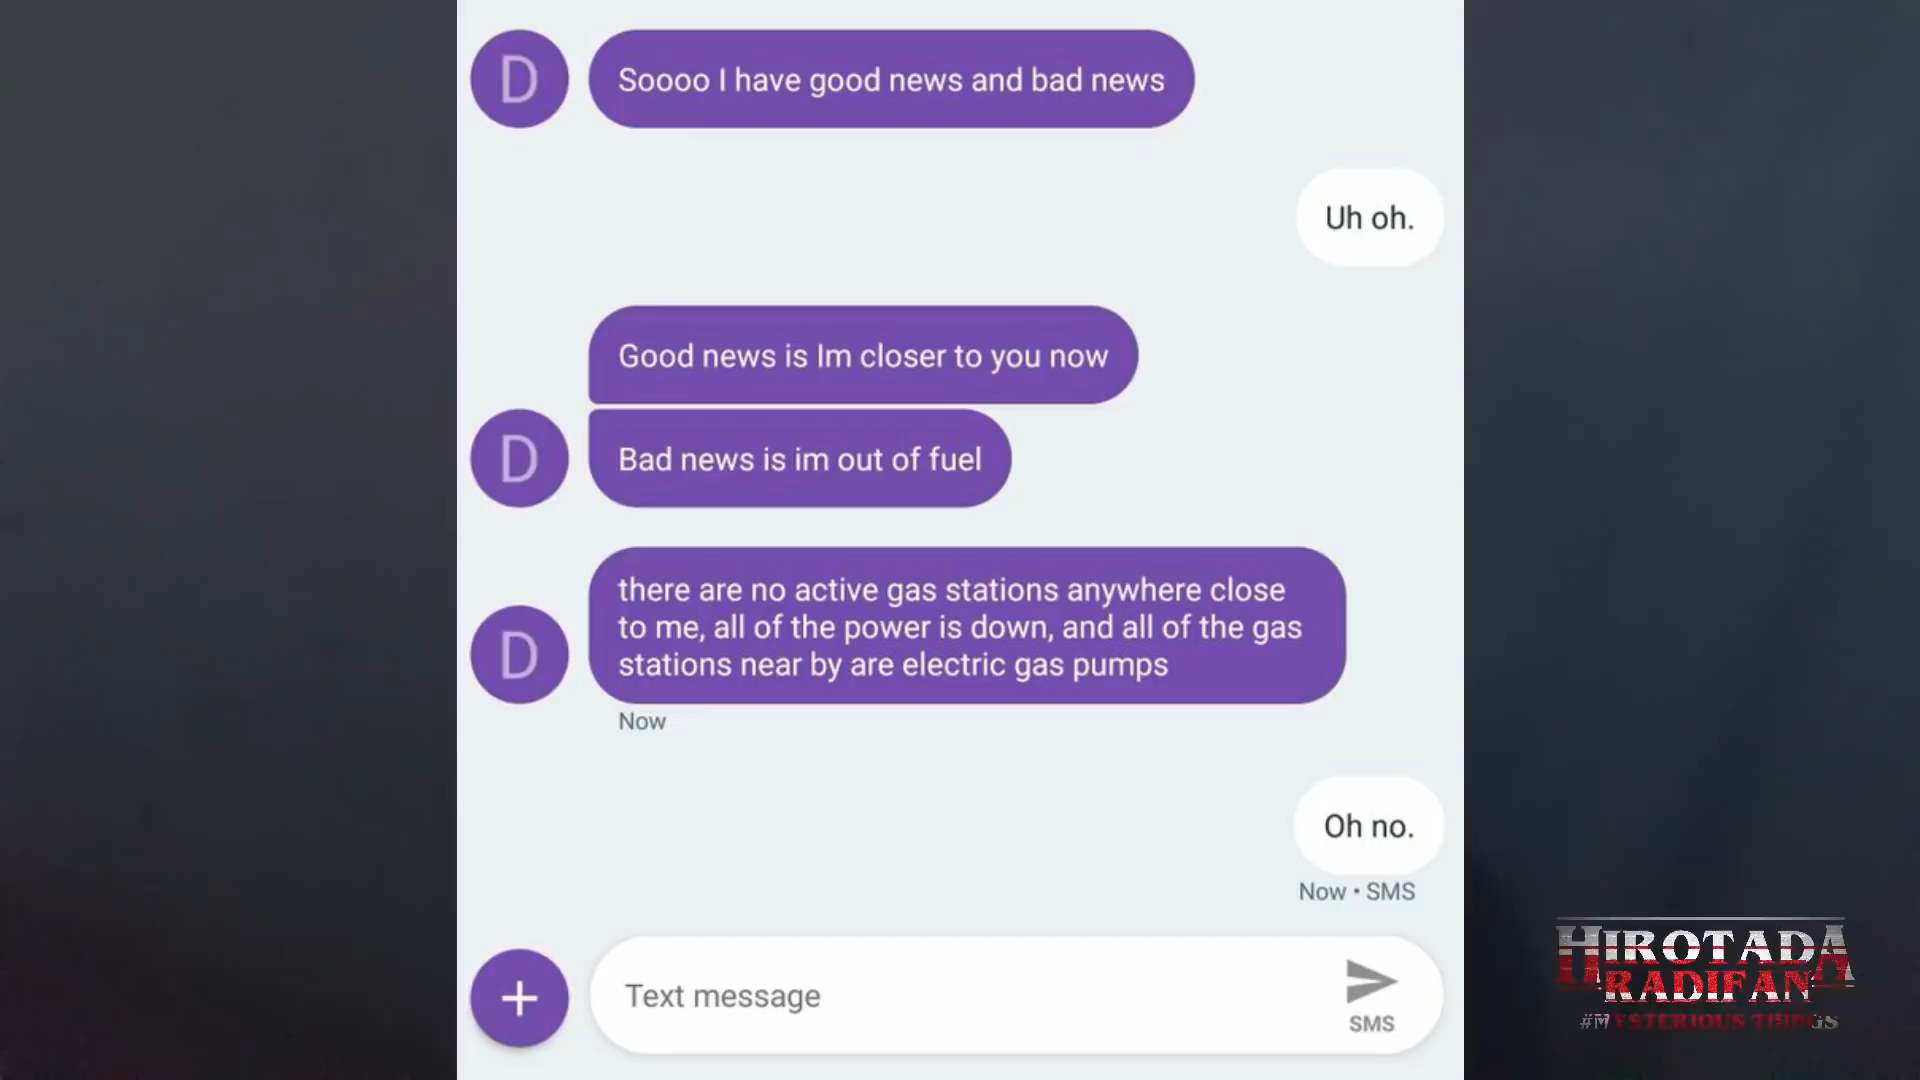 D
Soooo I have good news and bad news
Uh oh.
Good news is Im closer to you now
D
Bad news is im out of fuel
there are no active gas stations anywhere close
to me, all of the power is down, and all of the gas
stations near by are electric gas pumps
D
Now
Oh no.
Now • SMS
+
Text message
SMS
HIROTADA
RADIFAN
#MYSTERIOUS THINGS